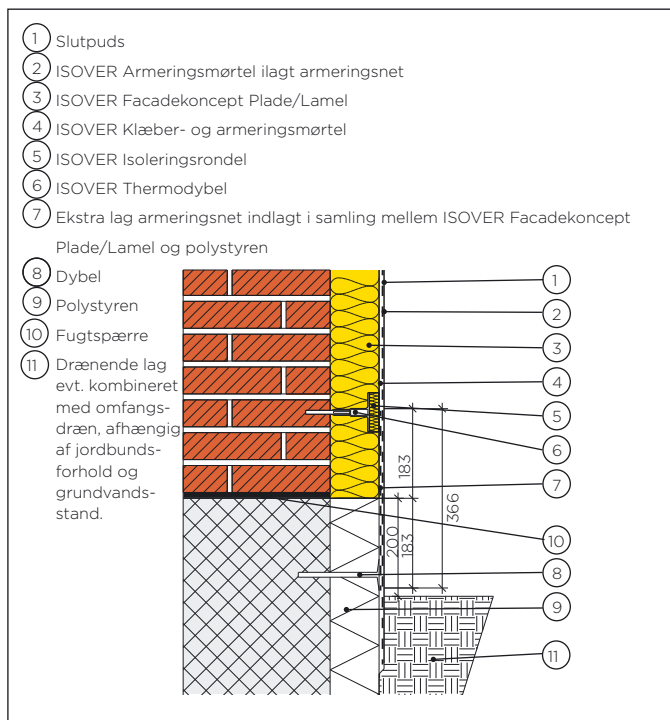 1 Slutpuds
2 ISOVER Armeringsmørtel ilagt armeringsnet
3 ISOVER Facadekoncept Plade/Lamel
4 ISOVER Klæber- og armeringsmørtel
5 ISOVER Isoleringsrondel
6 ISOVER Thermodybel
7 Ekstra lag armeringsnet indlagt i samling mellem ISOVER Facadekoncept
Plade/Lamel og polystyren
8 Dybel
9 Polystyren
10 Fugtspærre
11 Drænende lag
evt. kombineret
med omfangs-
dræn, afhængig
af jordbunds-
forhold og
grundvands-
stand.
1
2
3
4
5
6
7
10
8
9
11
183
366
200
183